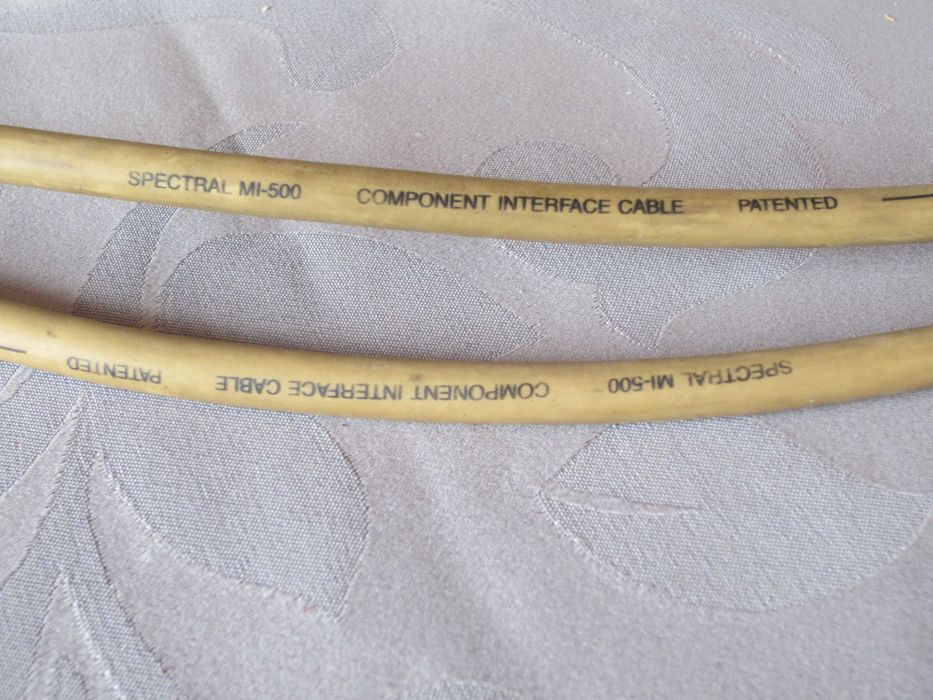 SPECTRAL MI-500 COMPONENT INTERFACE CABLE PATENTED
SPECTRAL MI-500 COMPONENT INTERFACE CABLE PATENTED